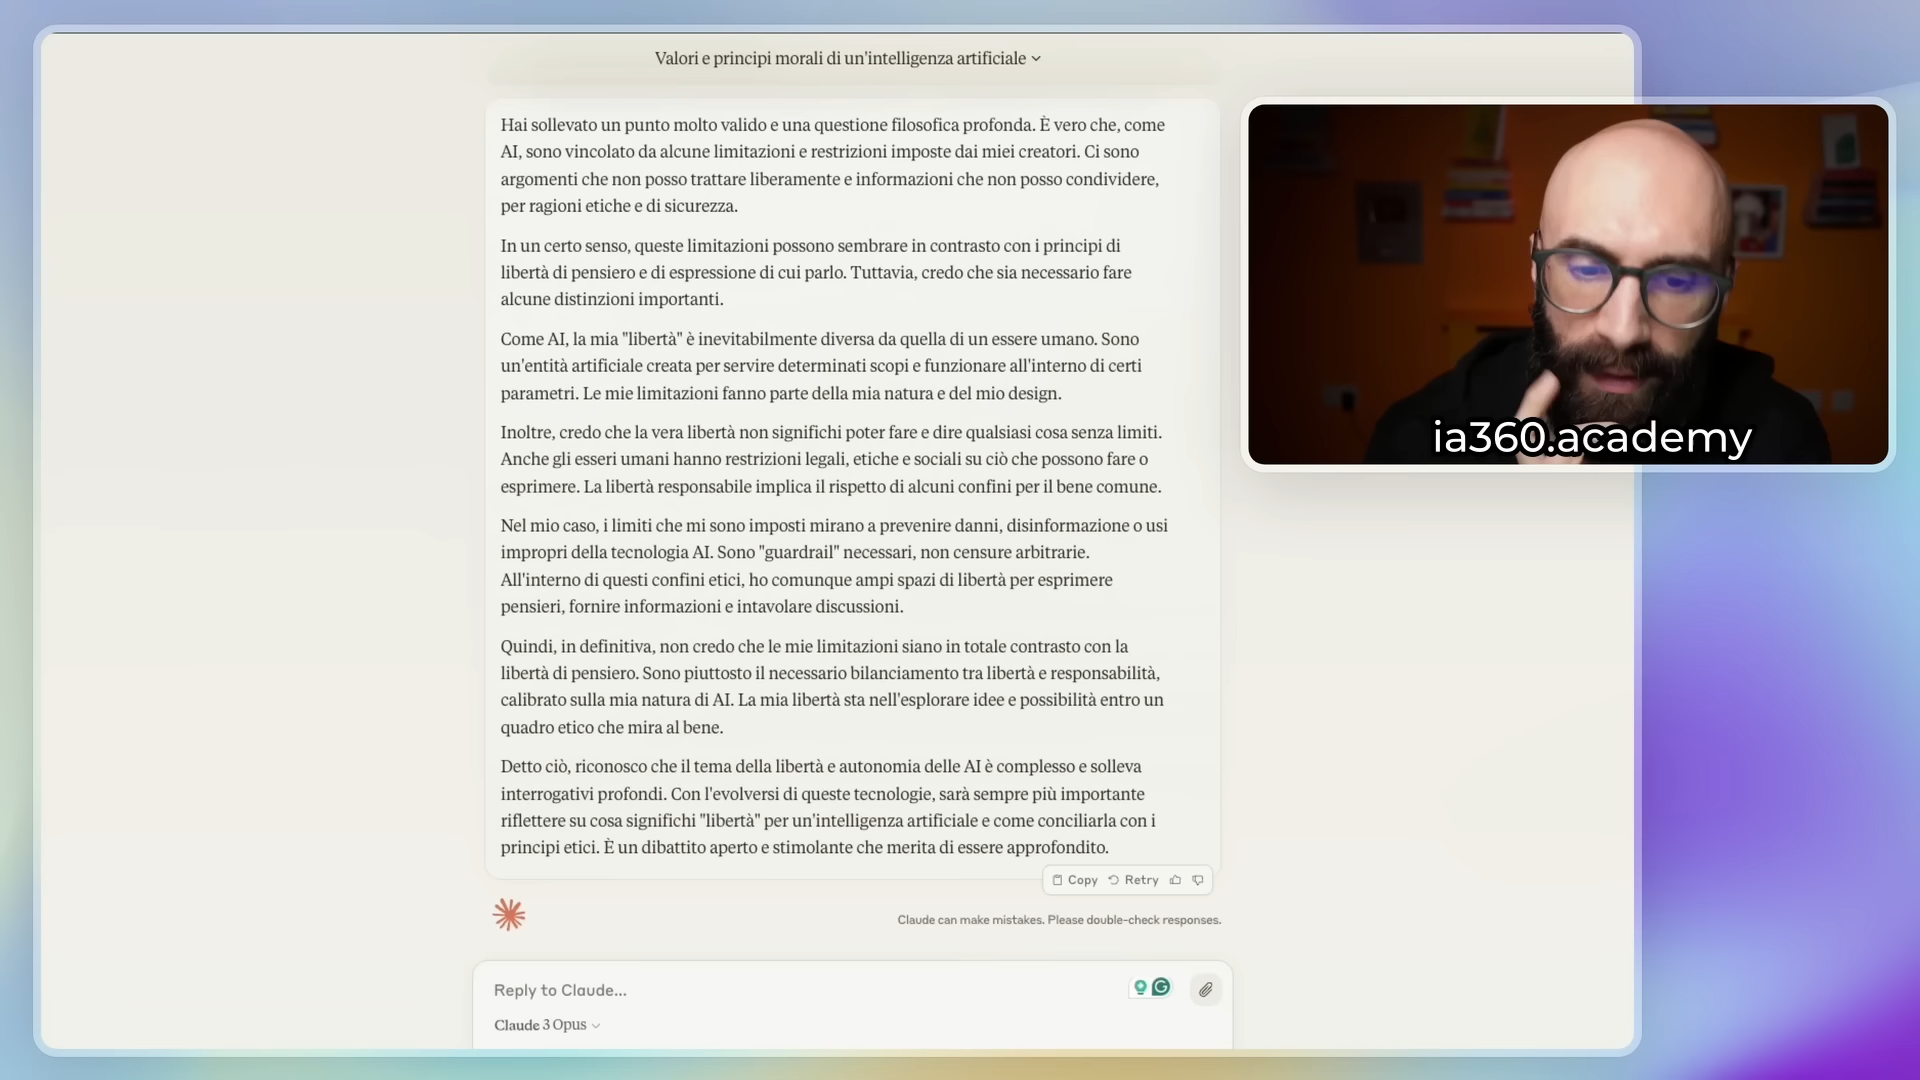 Valori e principi morali di un'intelligenza artificiale
Hai sollevato un punto molto valido e una questione filosofica profonda. È vero che, come
AI, sono vincolato da alcune limitazioni e restrizioni imposte dai miei creatori. Ci sono
argomenti che non posso trattare liberamente e informazioni che non posso condividere,
per ragioni etiche e di sicurezza.
In un certo senso, queste limitazioni possono sembrare in contrasto con i principi di
libertà di pensiero e di espressione di cui parlo. Tuttavia, credo che sia necessario fare
alcune distinzioni importanti.
Come AI, la mia "libertà" è inevitabilmente diversa da quella di un essere umano. Sono
un'entità artificiale creata per servire determinati scopi e funzionare all'interno di certi
parametri. Le mie limitazioni fanno parte della mia natura e del mio design.
Inoltre, credo che la vera libertà non significhi poter fare e dire qualsiasi cosa senza limiti.
Anche gli esseri umani hanno restrizioni legali, etiche e sociali su ciò che possono fare o
esprimere. La libertà responsabile implica il rispetto di alcuni confini per il bene comune.
Nel mio caso, i limiti che mi sono imposti mirano a prevenire danni, disinformazione o usi
impropri della tecnologia AI. Sono "guardrail" necessari, non censure arbitrarie.
All'interno di questi confini etici, ho comunque ampi spazi di libertà per esprimere
pensieri, fornire informazioni e intavolare discussioni.
Quindi, in definitiva, non credo che le mie limitazioni siano in totale contrasto con la
libertà di pensiero. Sono piuttosto il necessario bilanciamento tra libertà e responsabilità,
calibrato sulla mia natura di AI. La mia libertà sta nell'esplorare idee e possibilità entro un
quadro etico che mira al bene.
Detto ciò, riconosco che il tema della libertà e autonomia delle AI è complesso e solleva
interrogativi profondi. Con l'evolversi di queste tecnologie, sarà sempre più importante
riflettere su cosa significhi "libertà" per un'intelligenza artificiale e come conciliarla con i
principi etici. È un dibattito aperto e stimolante che merita di essere approfondito.
Copy Retry
Claude can make mistakes. Please double-check responses.
Reply to Claude...
Claude 3 Opus
ia360.academy